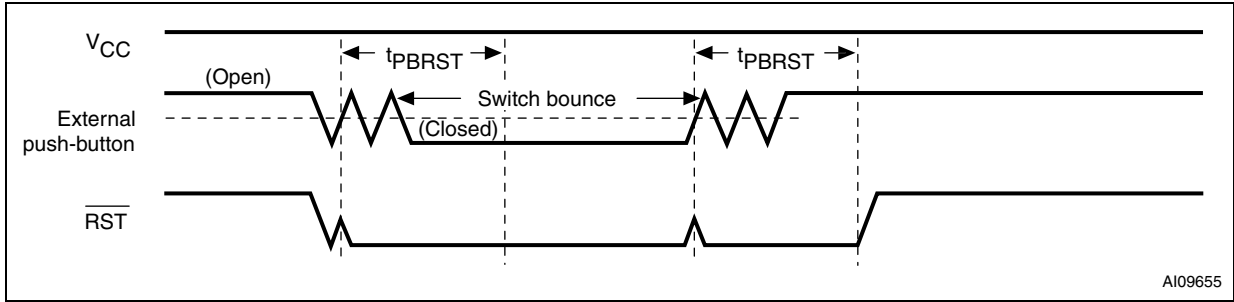 VCC
tPBRST
tPBRST
(Open)
Switch bounce
External
push-button
(Closed)
RST
AI09655